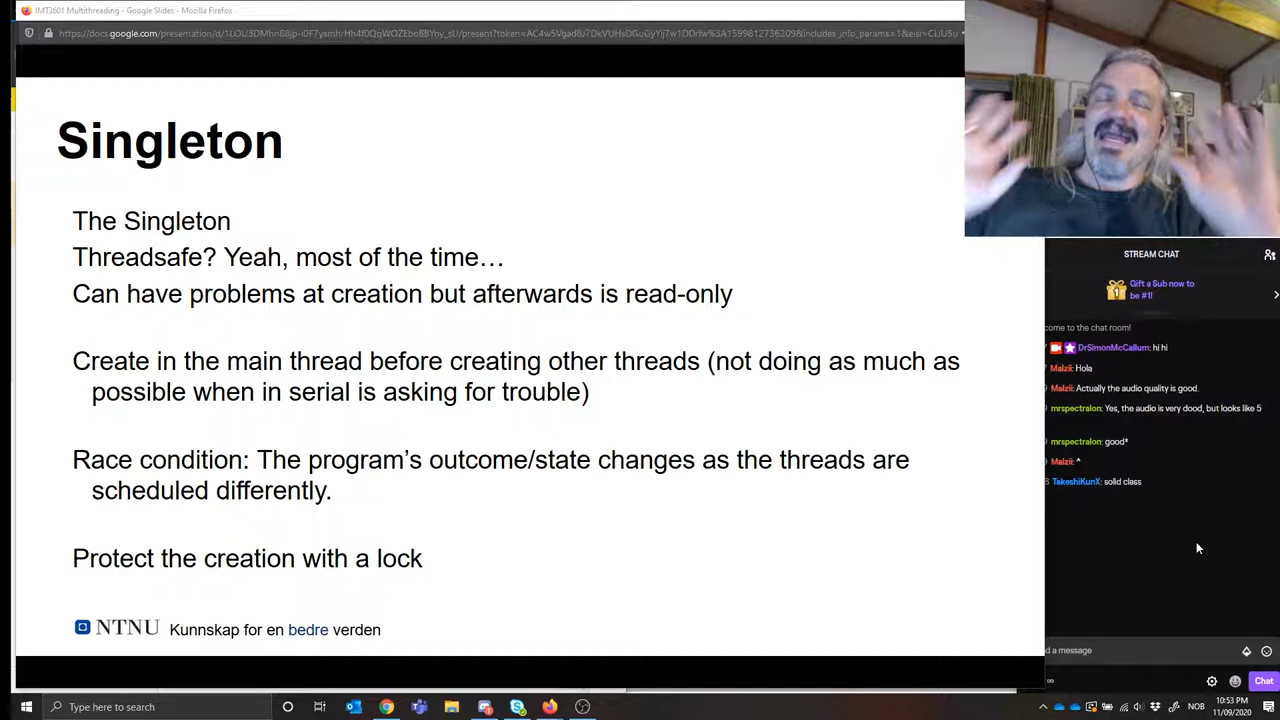 IMT3601 Multithreading - Google Slides - Mozilla Firefox
Singleton
The Singleton
Threadsafe? Yeah, most of the time…
Can have problems at creation but afterwards is read-only
Create in the main thread before creating other threads (not doing as much as
possible when in serial is asking for trouble)
Race condition: The program’s outcome/state changes as the threads are
scheduled differently.
Protect the creation with a lock
NTNU Kunnskap for en bedre verden
STREAM CHAT
Gift a Sub now to
be #1!
come to the chat room!
DrSimonMcCallum: hi hi
Malzii: Hola
Malzii: Actually the audio quality is good.
mrspectralon: Yes, the audio is very dood, but looks like 5
mrspectralon: good*
Malzii: ^
TakeshiKunX: solid class
d a message
Chat
Type here to search
NOB
10:53 PM
11/09/2020